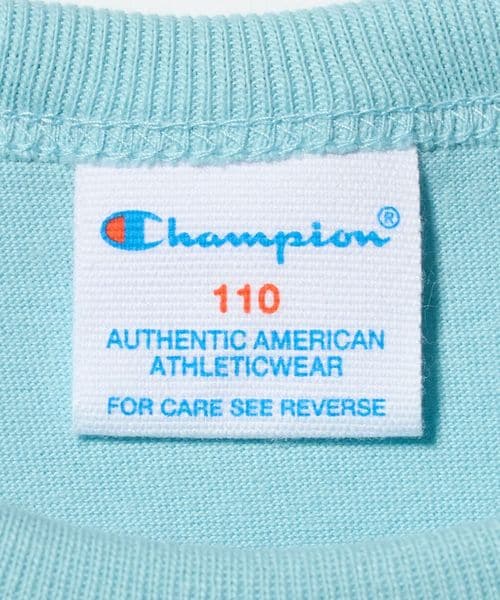 Champion®
110
AUTHENTIC AMERICAN
ATHLETICWEAR
FOR CARE SEE REVERSE